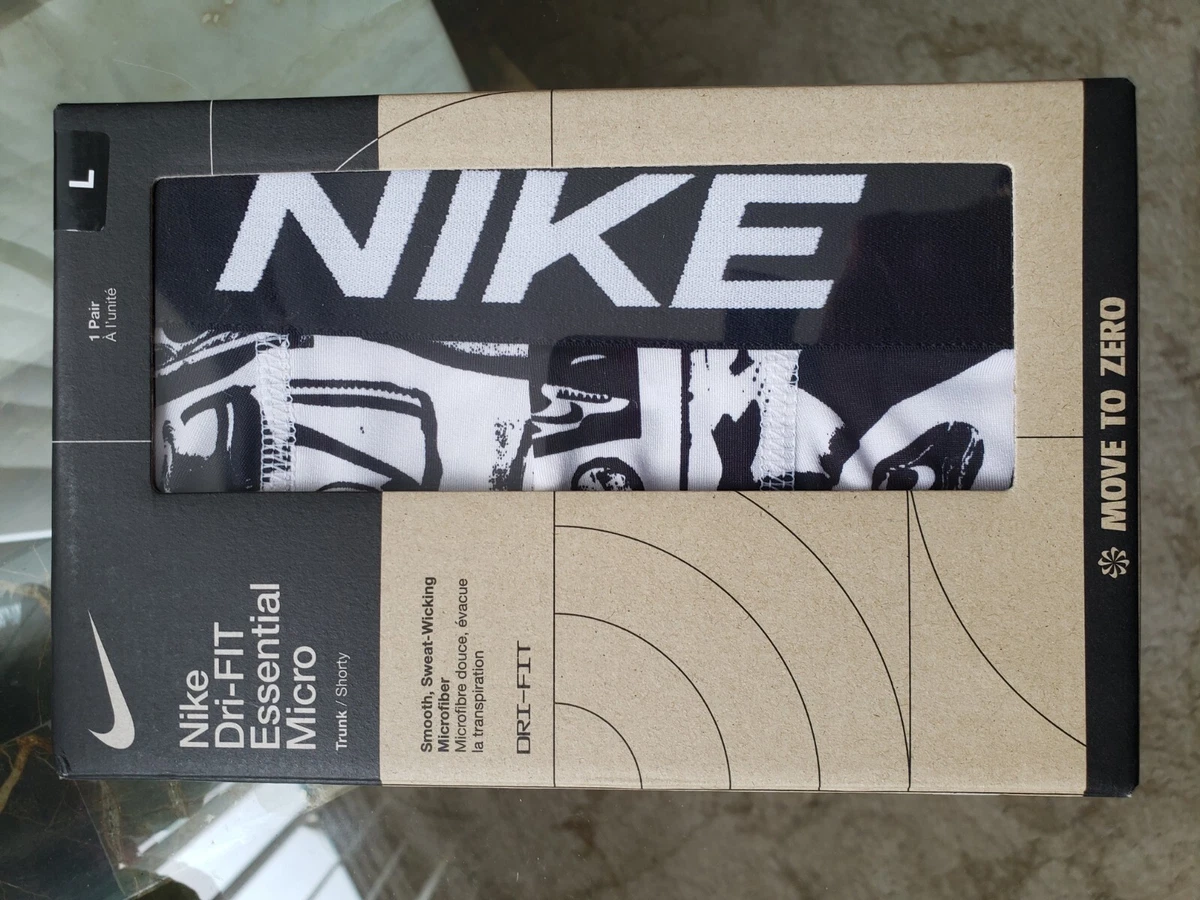 L
1 Pair
À l'unité
Nike
Dri-FIT
Essential
Micro
Trunk / Shorty
NIKE
Smooth, Sweat-Wicking
Microfiber
Microfibre douce, évacue
la transpiration
DRI-FIT
MOVE TO ZERO